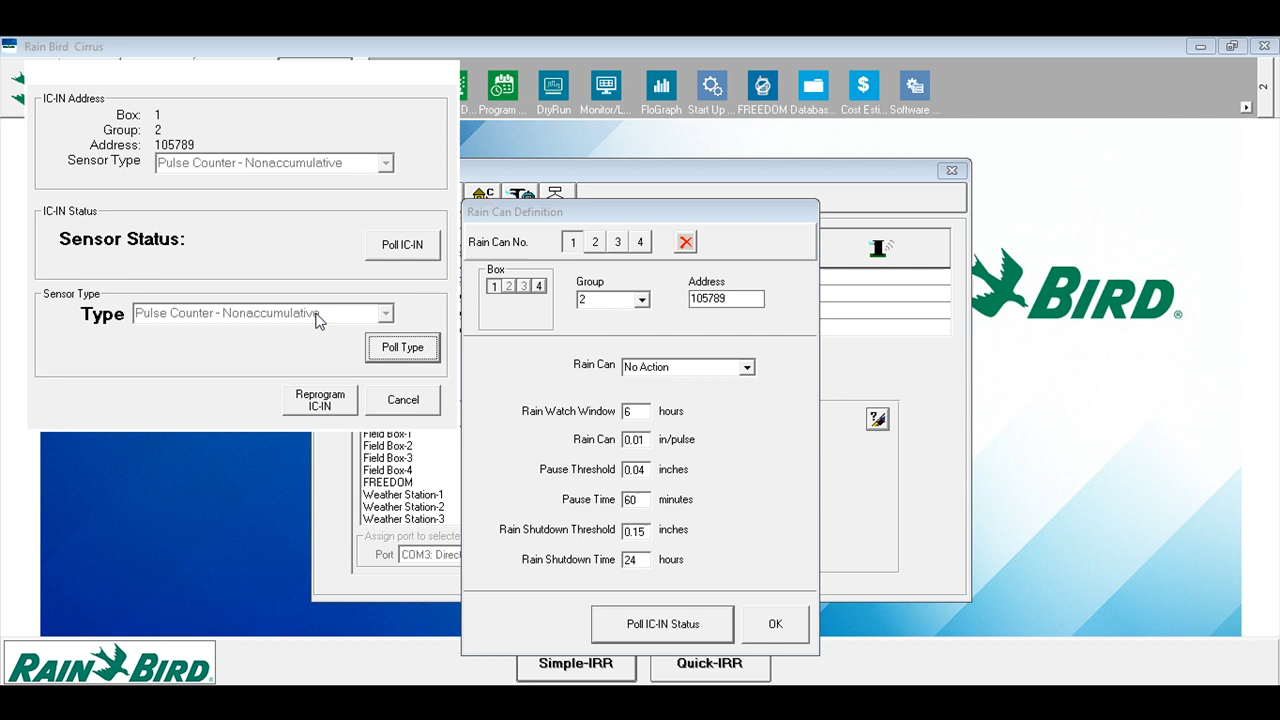 Rain Bird Cirrus
Program ...
DryRun
Monitor/L...
FloGraph
Start Up ...
FREEDOM
Databas...
Cost Esti...
Software ...
2
IC-IN Address
Box: 1
Group: 2
Address: 105789
Sensor Type Pulse Counter - Nonaccumulative
IC-IN Status
Sensor Status:
Poll IC-IN
Sensor Type
Type Pulse Counter - Nonaccumulative
Poll Type
Reprogram
IC-IN
Cancel
Field Box-1
Field Box-2
Field Box-3
Field Box-4
FREEDOM
Weather Station-1
Weather Station-2
Weather Station-3
Assign port to selecte
Port COM3: Direc
Rain Can Definition
Rain Can No. 1 2 3 4
Box
1 2 3 4
Group
2
Address
105789
Rain Can No Action
Rain Watch Window 6 hours
Rain Can 0.01 in/pulse
Pause Threshold 0.04 inches
Pause Time 60 minutes
Rain Shutdown Threshold 0.15 inches
Rain Shutdown Time 24 hours
Poll IC-IN Status
OK
BIRD®
RAIN BIRD
Simple-IRR
Quick-IRR